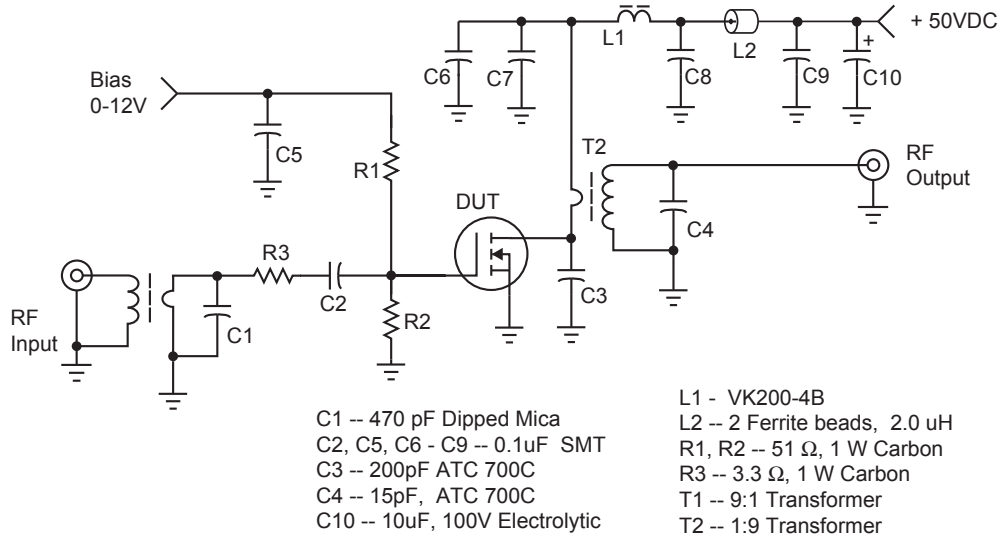 + 50VDC
L1
L2
C6
C7
C8
C9
+
C10
Bias
0-12V
C5
R1
T2
RF
Output
DUT
C4
R3
C2
C3
RF
Input
C1
R2
C1 -- 470 pF Dipped Mica
C2, C5, C6 - C9 -- 0.1uF SMT
C3 -- 200pF ATC 700C
C4 -- 15pF, ATC 700C
C10 -- 10uF, 100V Electrolytic
L1 - VK200-4B
L2 -- 2 Ferrite beads, 2.0 uH
R1, R2 -- 51 Ω, 1 W Carbon
R3 -- 3.3 Ω, 1 W Carbon
T1 -- 9:1 Transformer
T2 -- 1:9 Transformer